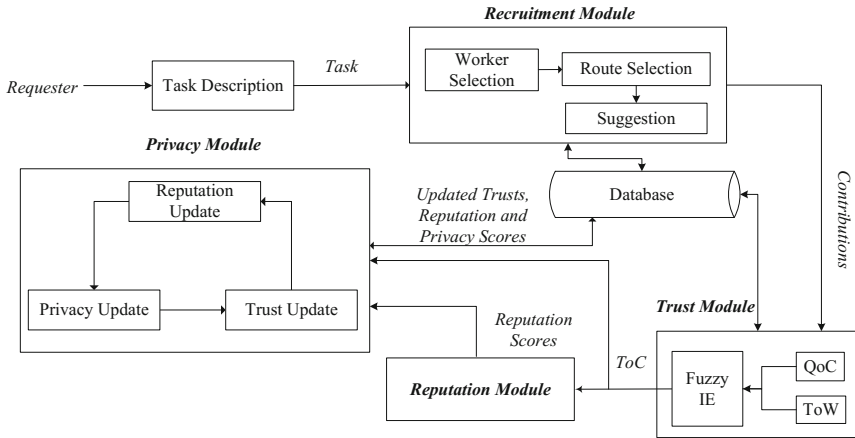 Recruitment Module
Worker
Selection
Route Selection
Suggestion
Requester
Task Description
Task
Privacy Module
Reputation
Update
Privacy Update
Trust Update
Updated Trusts,
Reputation and
Privacy Scores
Database
Contributions
Trust Module
Reputation
Scores
Reputation Module
ToC
Fuzzy
IE
QoC
ToW